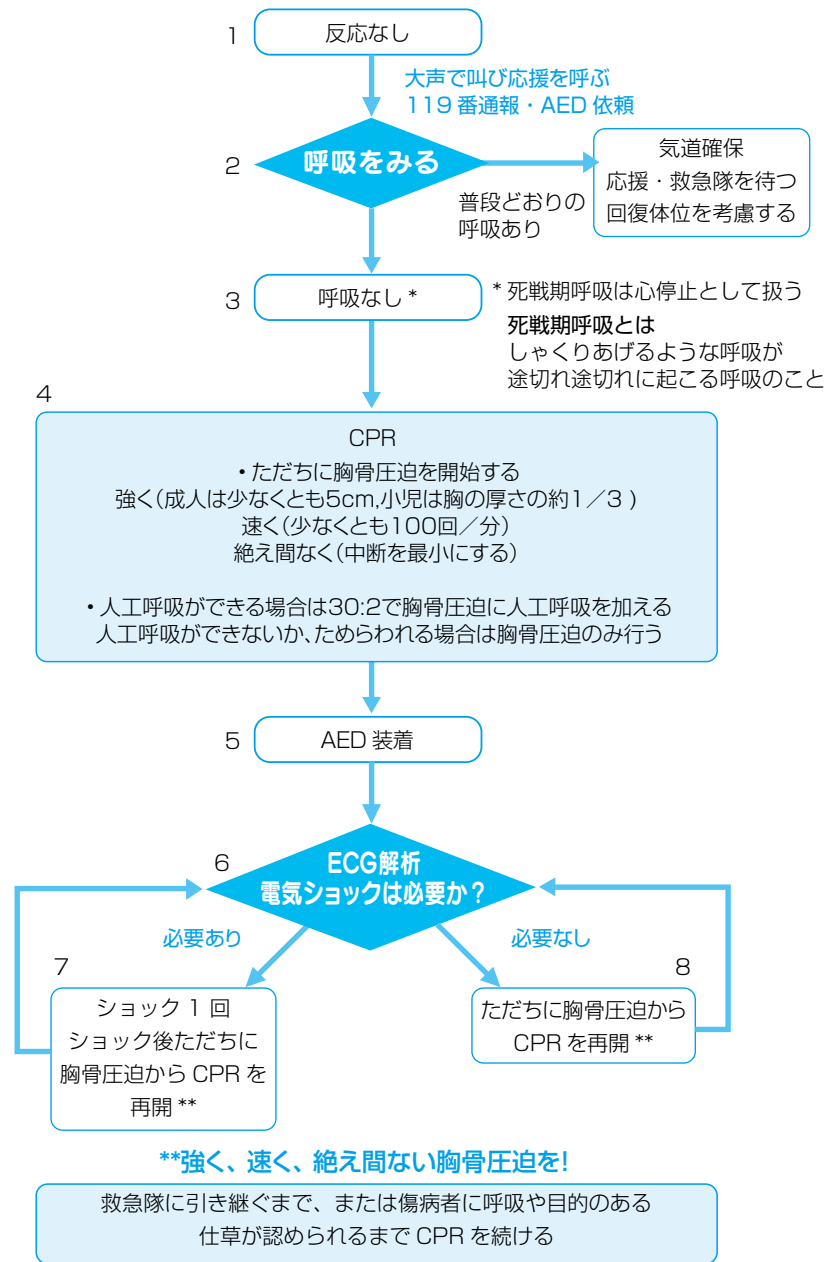 1
反応なし
大声で叫び応援を呼ぶ
119 番通報・AED 依頼
2
呼吸をみる
普段どおりの
呼吸あり
気道確保
応援・救急隊を待つ
回復体位を考慮する
3
呼吸なし *
* 死戦期呼吸は心停止として扱う
死戦期呼吸とは
しゃくりあげるような呼吸が
途切れ途切れに起こる呼吸のこと
4
CPR
・ただちに胸骨圧迫を開始する
強く(成人は少なくとも5cm,小児は胸の厚さの約1／3 )
速く(少なくとも100回／分)
絶え間なく(中断を最小にする)
・人工呼吸ができる場合は30:2で胸骨圧迫に人工呼吸を加える
人工呼吸ができないか、ためらわれる場合は胸骨圧迫のみ行う
5
AED 装着
6
ECG解析
電気ショックは必要か？
必要あり
必要なし
7
ショック 1 回
ショック後ただちに
胸骨圧迫から CPR を
再開 **
8
ただちに胸骨圧迫から
CPR を再開 **
**強く、速く、絶え間ない胸骨圧迫を!
救急隊に引き継ぐまで、または傷病者に呼吸や目的のある
仕草が認められるまで CPR を続ける